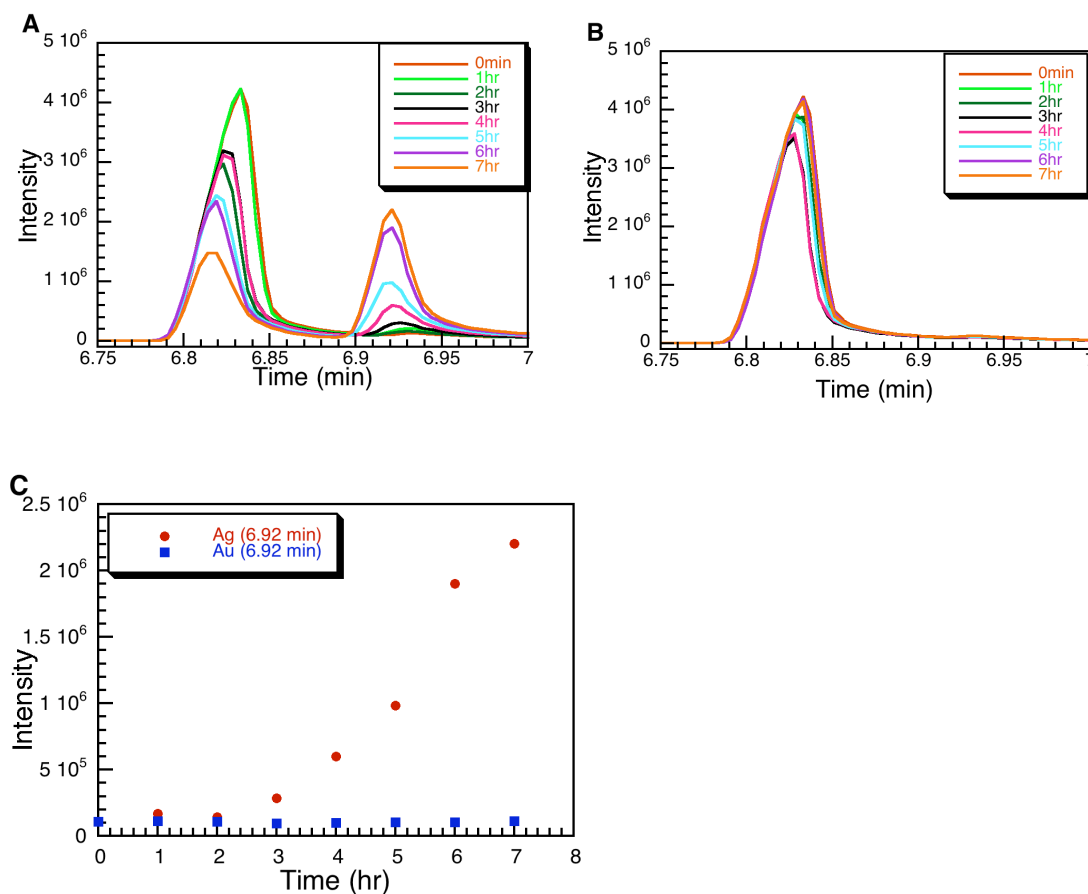 A
5 10⁶
4 10⁶
3 10⁶
2 10⁶
1 10⁶
0
Intensity
6.75
6.8
6.85
6.9
6.95
7
Time (min)
0min
1hr
2hr
3hr
4hr
5hr
6hr
7hr
B
5 10⁶
4 10⁶
3 10⁶
2 10⁶
1 10⁶
0
Intensity
6.75
6.8
6.85
6.9
6.95
Time (min)
0min
1hr
2hr
3hr
4hr
5hr
6hr
7hr
C
2.5 10⁶
2 10⁶
1.5 10⁶
1 10⁶
5 10⁵
0
Intensity
0 1 2 3 4 5 6 7 8
Time (hr)
Ag (6.92 min)
Au (6.92 min)